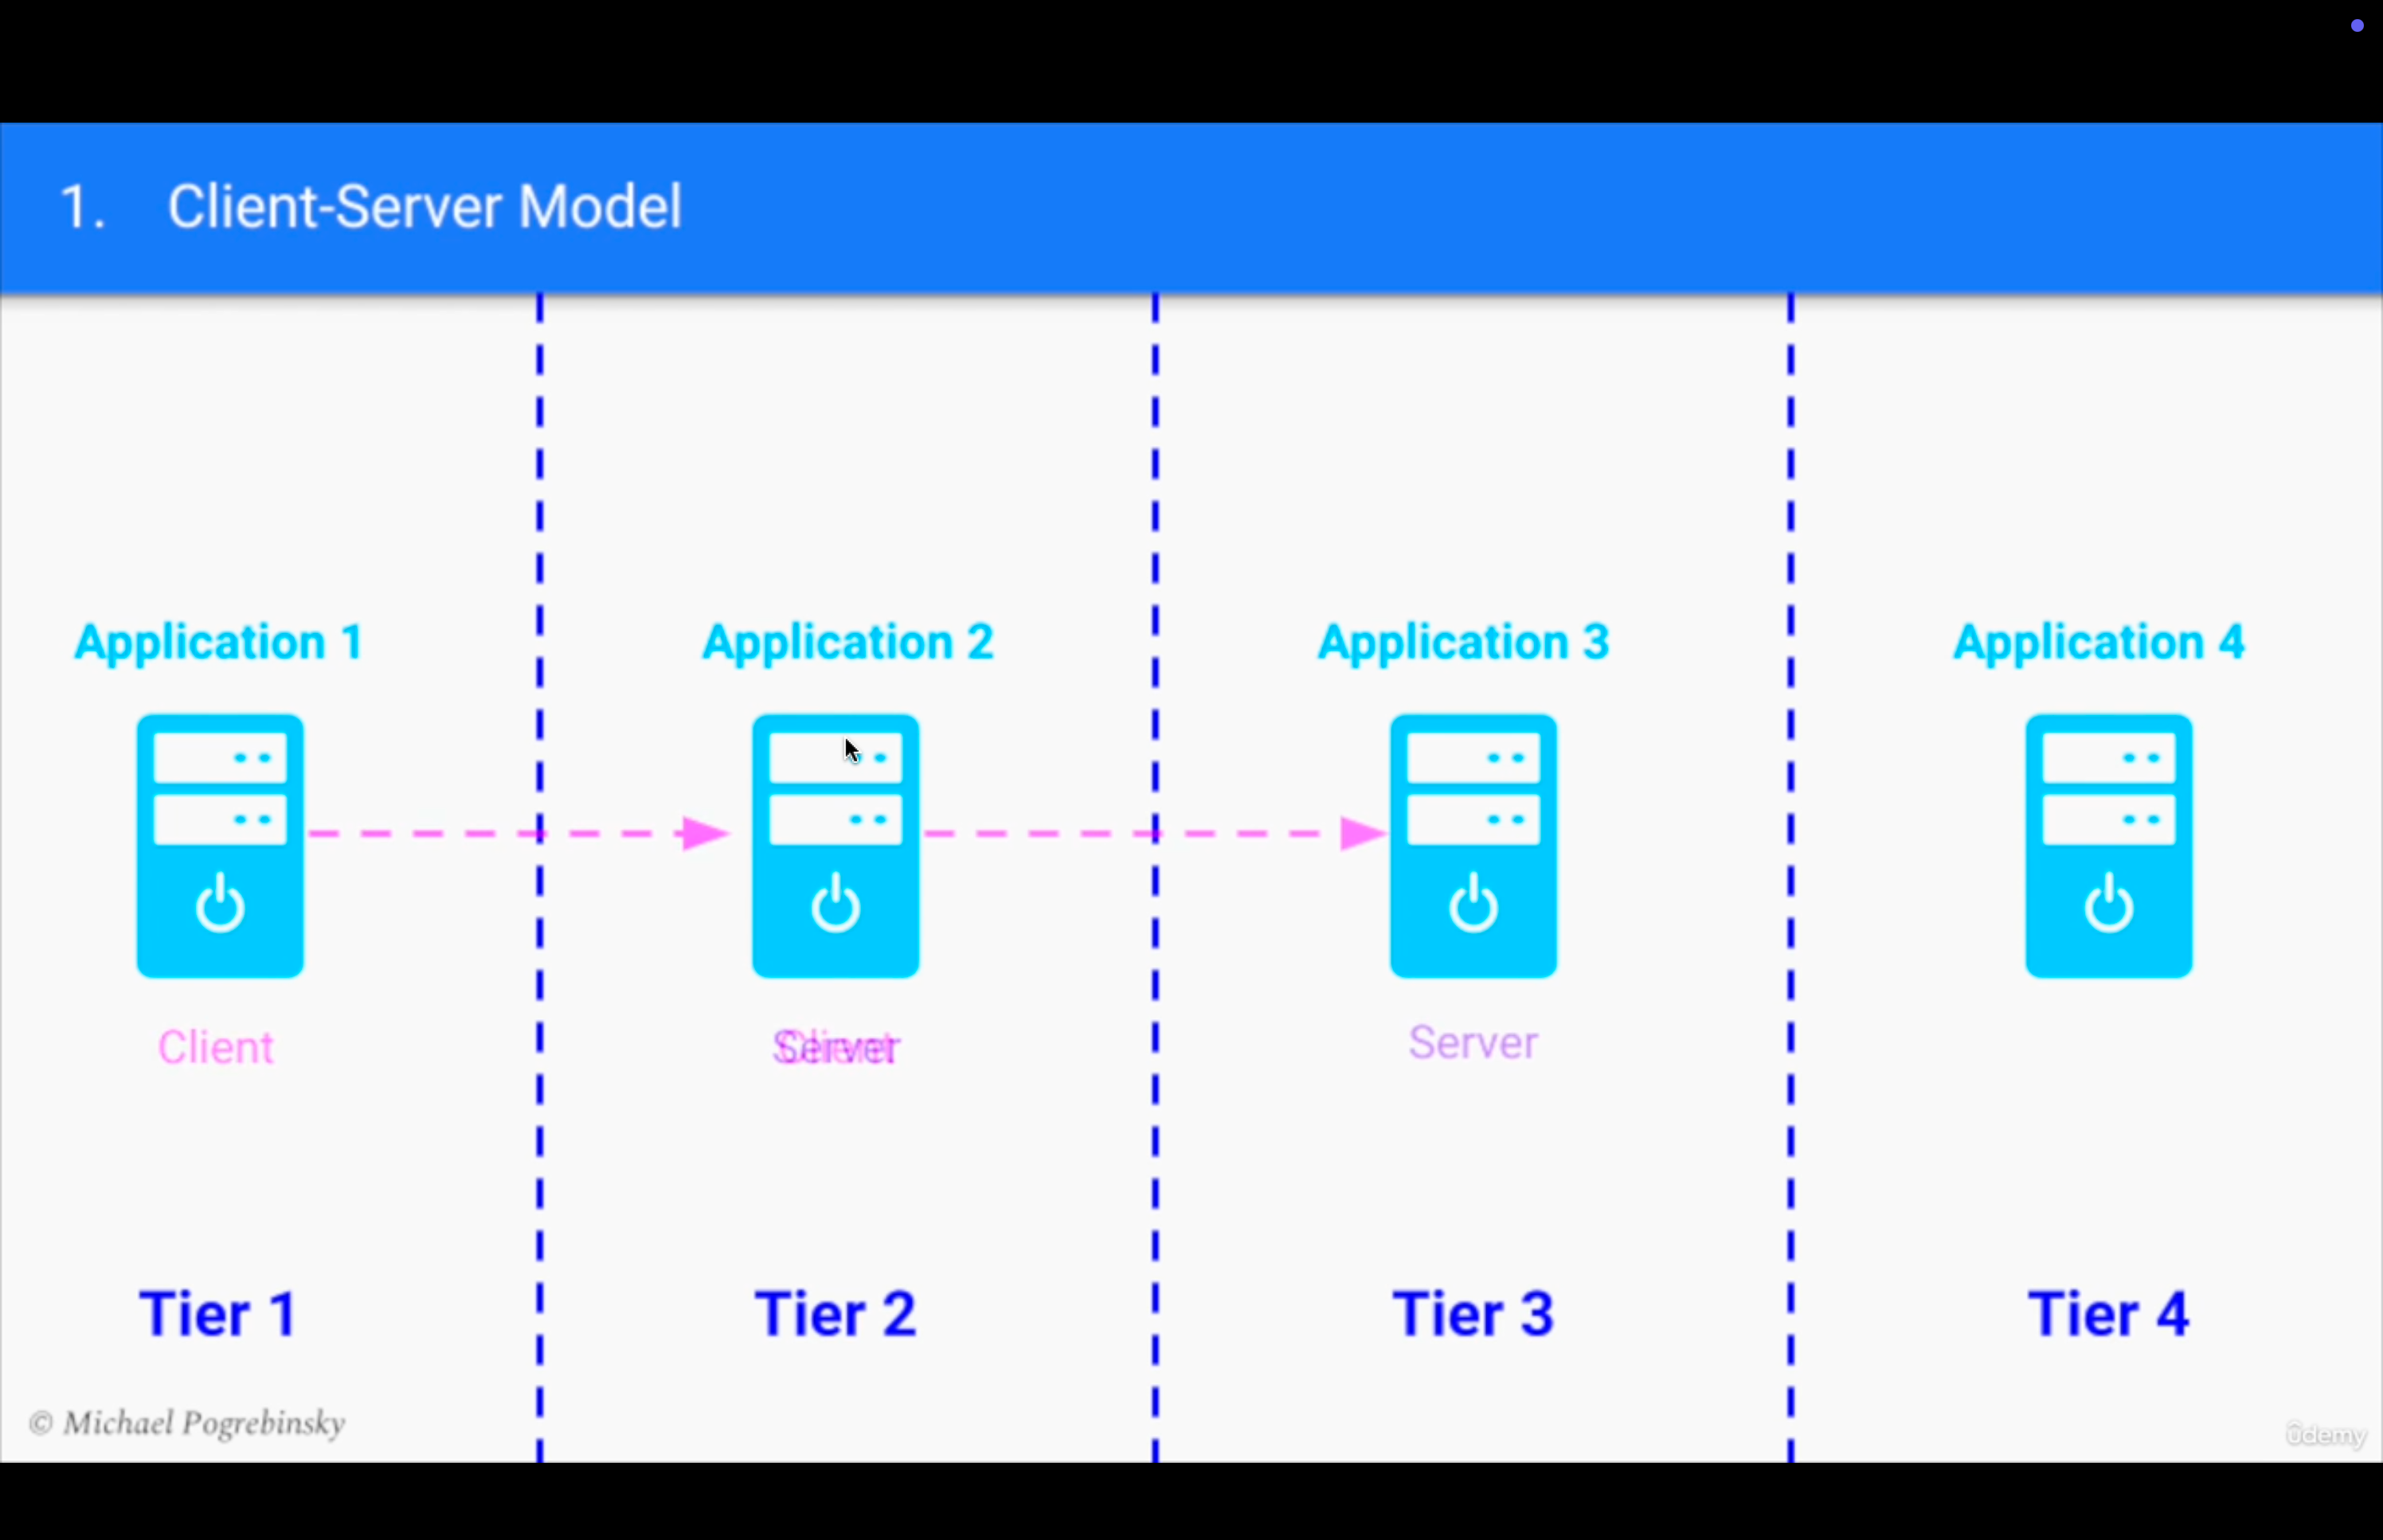 1. Client-Server Model
Application 1
Application 2
Application 3
Application 4
Client
Server
Client
Server
Tier 1
Tier 2
Tier 3
Tier 4
© Michael Pogrebinsky
ûdemy